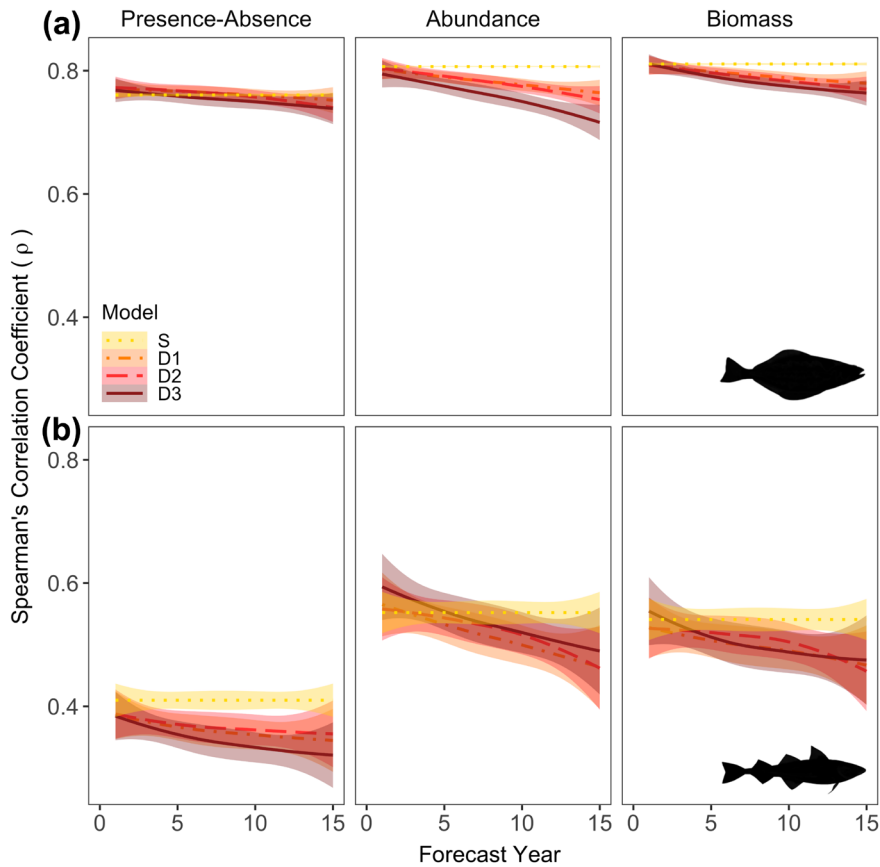 (a)
Presence-Absence Abundance Biomass
0.8
0.6
0.4
Spearman's Correlation Coefficient ( ρ )
Model
S
D1
D2
D3
(b)
0.8
0.6
0.4
0 5 10 15 0 5 10 15 0 5 10 15
Forecast Year